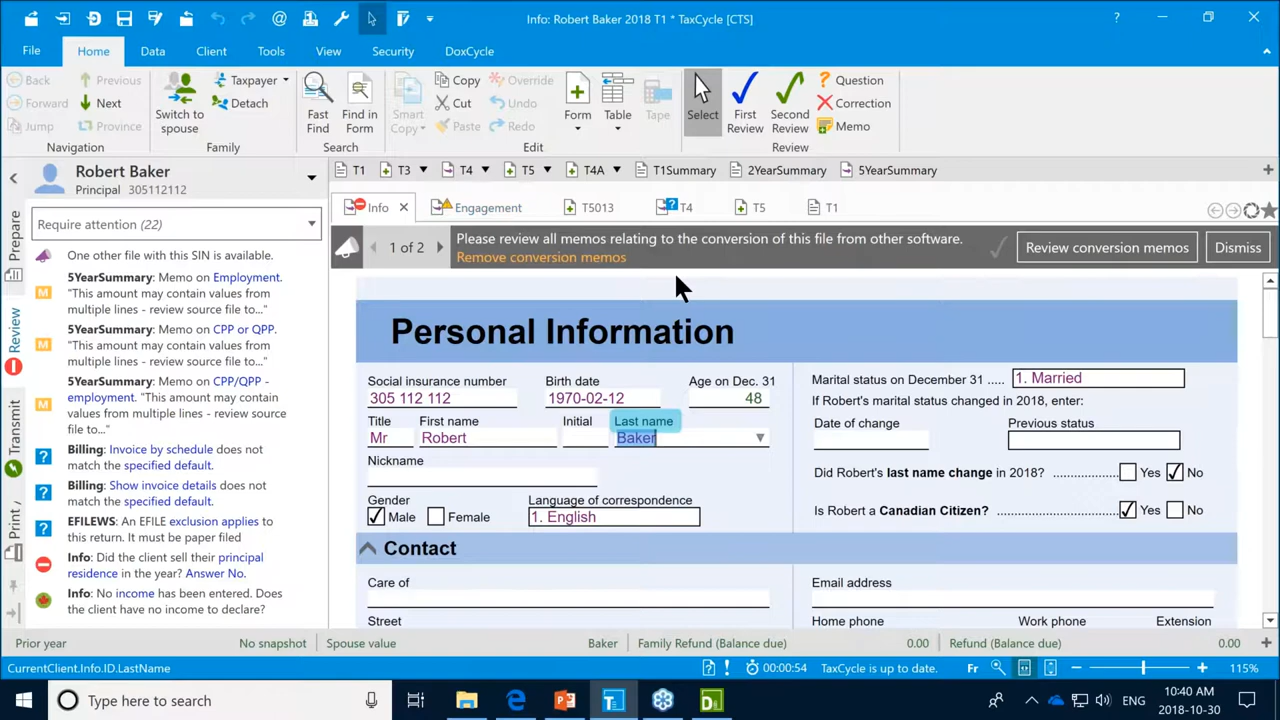 Info: Robert Baker 2018 T1 * TaxCycle [CTS]
File Home Data Client Tools View Security DoxCycle
Back Previous
Forward Next
Jump Province
Navigation
Switch to spouse
Taxpayer
Detach
Family
Fast Find
Find in Form
Search
Smart Copy
Copy
Cut
Paste
Override
Undo
Redo
Form
Table
Tape
Edit
Select
First Review
Second Review
Question
Correction
Memo
Review
Robert Baker
Principal 305112112
T1 T3 T4 T5 T4A T1Summary 2YearSummary 5YearSummary
Info Engagement T5013 T4 T5 T1
Prepare
Review
Transmit
Print /
Require attention (22)
One other file with this SIN is available.
5YearSummary: Memo on Employment.
"This amount may contain values from
multiple lines - review source file to..."
5YearSummary: Memo on CPP or QPP.
"This amount may contain values from
multiple lines - review source file to..."
5YearSummary: Memo on CPP/QPP -
employment. "This amount may contain
values from multiple lines - review source
file to..."
Billing: Invoice by schedule does not
match the specified default.
Billing: Show invoice details does not
match the specified default.
EFILEWS: An EFILE exclusion applies to
this return. It must be paper filed
Info: Did the client sell their principal
residence in the year? Answer No.
Info: No income has been entered. Does
the client have no income to declare?
1 of 2
Please review all memos relating to the conversion of this file from other software.
Remove conversion memos
Review conversion memos
Dismiss
Personal Information
Social insurance number Birth date Age on Dec. 31
305 112 112 1970-02-12 48
Title First name Initial Last name
Mr Robert Baker
Nickname
Gender Language of correspondence
Male Female 1. English
Marital status on December 31 ..... 1. Married
If Robert's marital status changed in 2018, enter:
Date of change Previous status
Did Robert's last name change in 2018? Yes No
Is Robert a Canadian Citizen? Yes No
Contact
Care of Email address
Street Home phone Work phone Extension
Prior year No snapshot Spouse value Baker Family Refund (Balance due) 0.00 Refund (Balance due) 0.00
CurrentClient.Info.ID.LastName 00:00:54 TaxCycle is up to date. Fr 115%
Type here to search
ENG
10:40 AM
2018-10-30